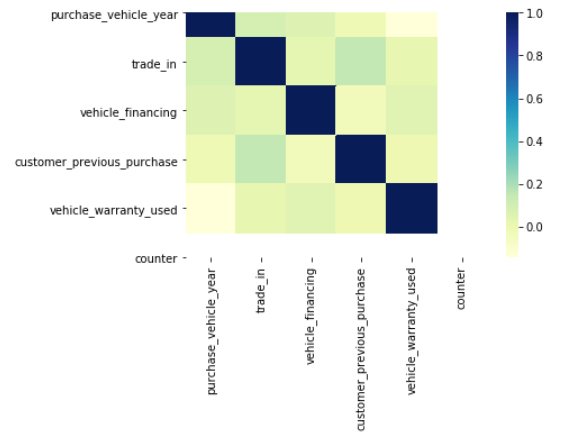 purchase_vehicle_year
trade_in
vehicle_financing
customer_previous_purchase
vehicle_warranty_used
counter
purchase_vehicle_year
trade_in
vehicle_financing
customer_previous_purchase
vehicle_warranty_used
counter
1.0
0.8
0.6
0.4
0.2
0.0